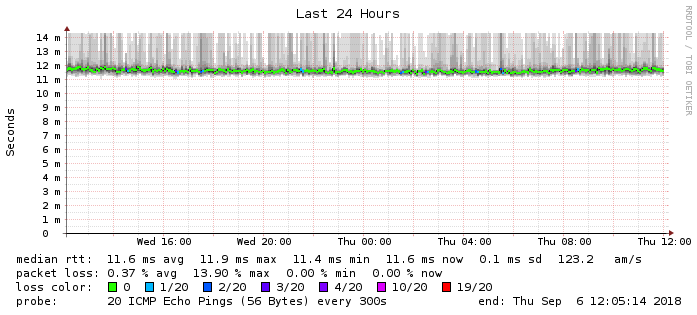 Last 24 Hours
RRDTOOL / TOBI OETIKER
Seconds
14 m
13 m
12 m
11 m
10 m
9 m
8 m
7 m
6 m
5 m
4 m
3 m
2 m
1 m
0
Wed 16:00 Wed 20:00 Thu 00:00 Thu 04:00 Thu 08:00 Thu 12:00
median rtt: 11.6 ms avg 11.9 ms max 11.4 ms min 11.6 ms now 0.1 ms sd 123.2 am/s
packet loss: 0.37 % avg 13.90 % max 0.00 % min 0.00 % now
loss color: 0 1/20 2/20 3/20 4/20 10/20 19/20
probe: 20 ICMP Echo Pings (56 Bytes) every 300s end: Thu Sep 6 12:05:14 2018